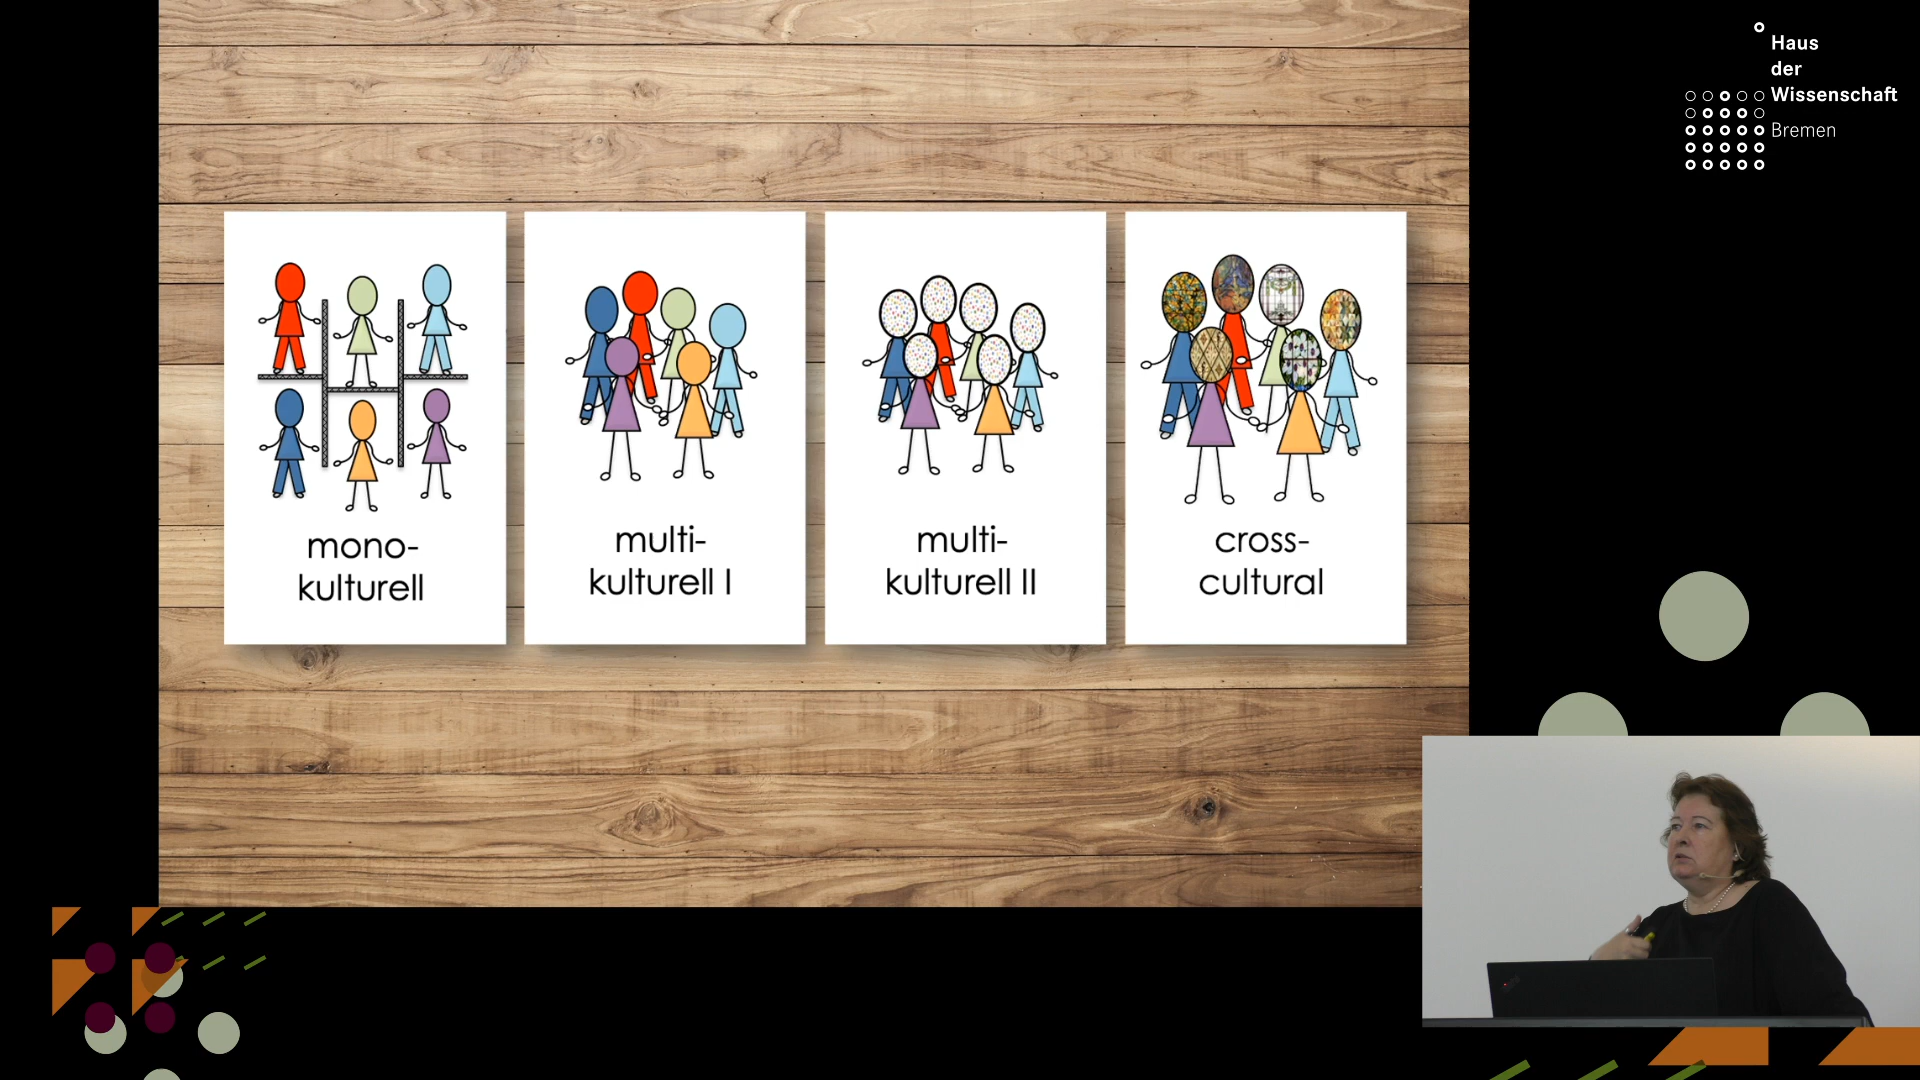 Haus
der
Wissenschaft
Bremen
mono-
kulturell
multi-
kulturell I
multi-
kulturell II
cross-
cultural